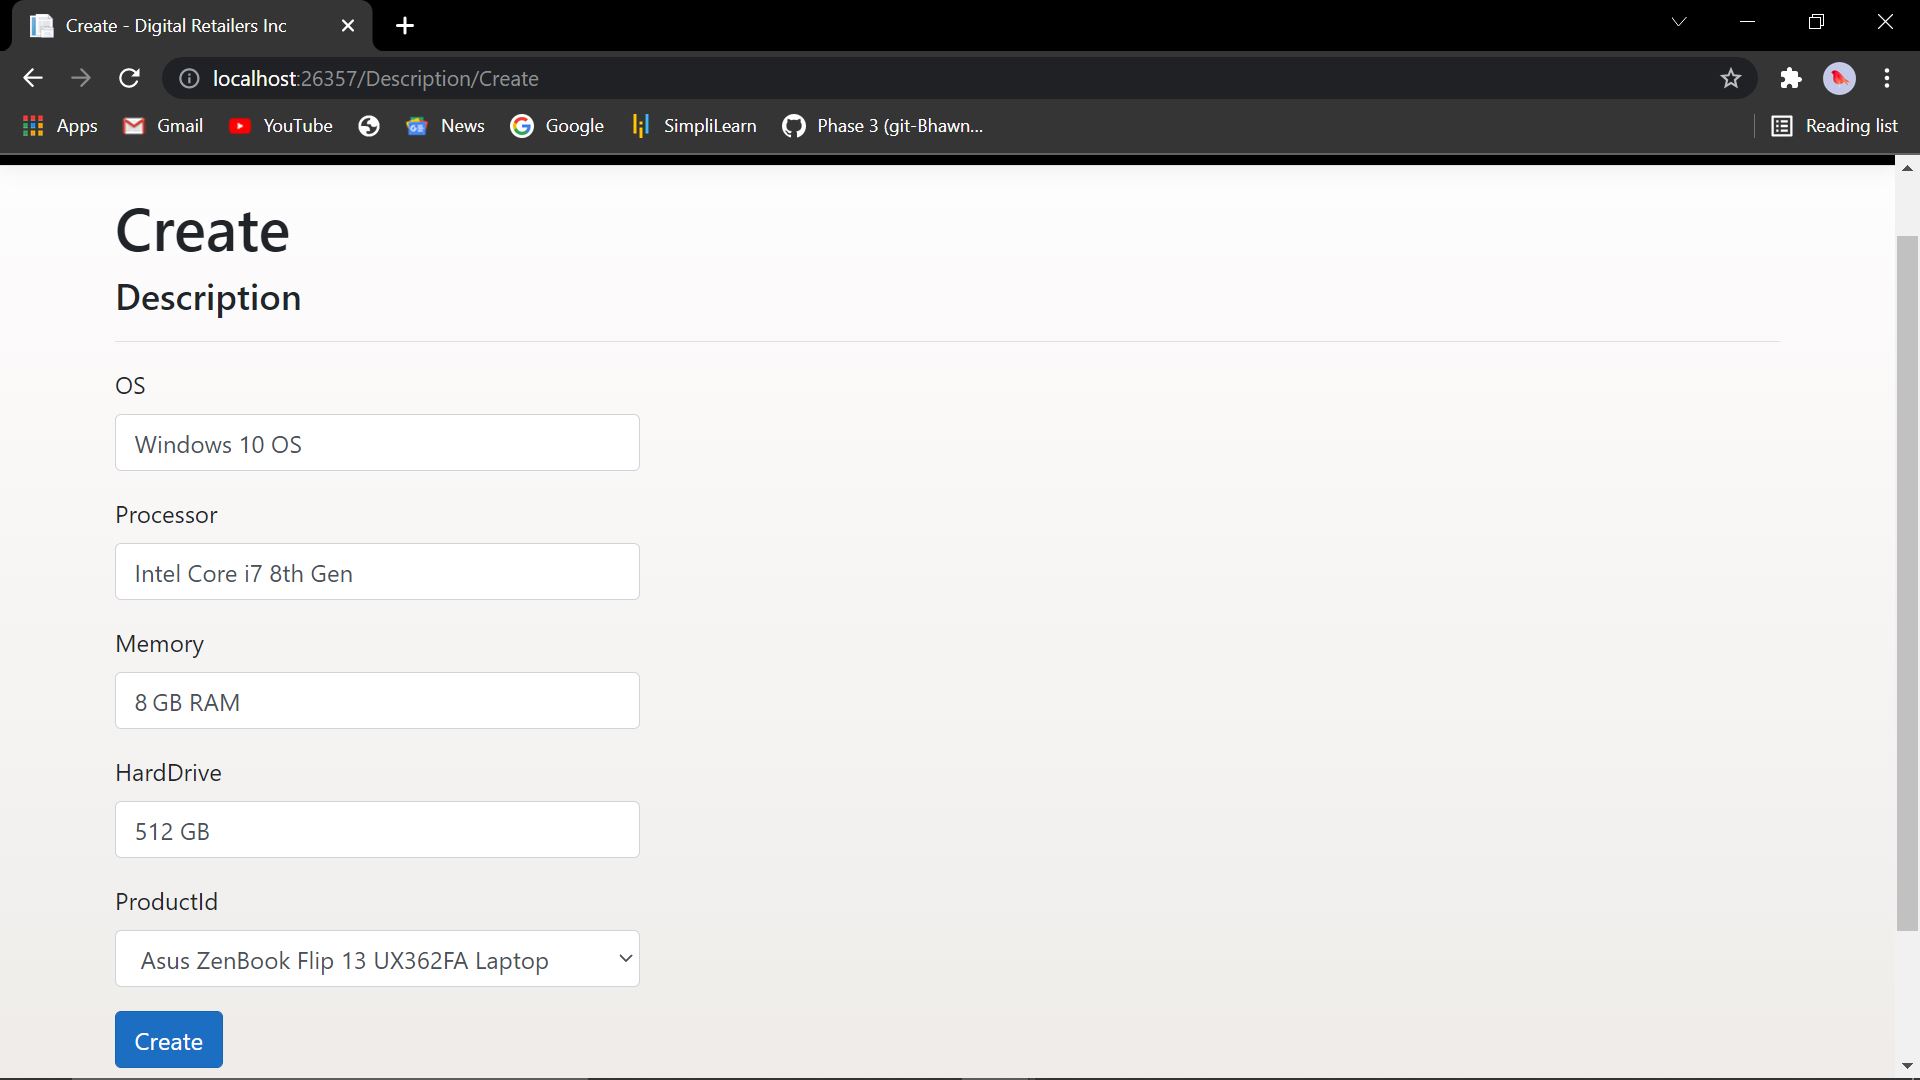 Create - Digital Retailers Inc
localhost:26357/Description/Create
Apps Gmail YouTube News Google SimpliLearn Phase 3 (git-Bhawn... Reading list
Create
Description
OS
Windows 10 OS
Processor
Intel Core i7 8th Gen
Memory
8 GB RAM
HardDrive
512 GB
ProductId
Asus ZenBook Flip 13 UX362FA Laptop
Create